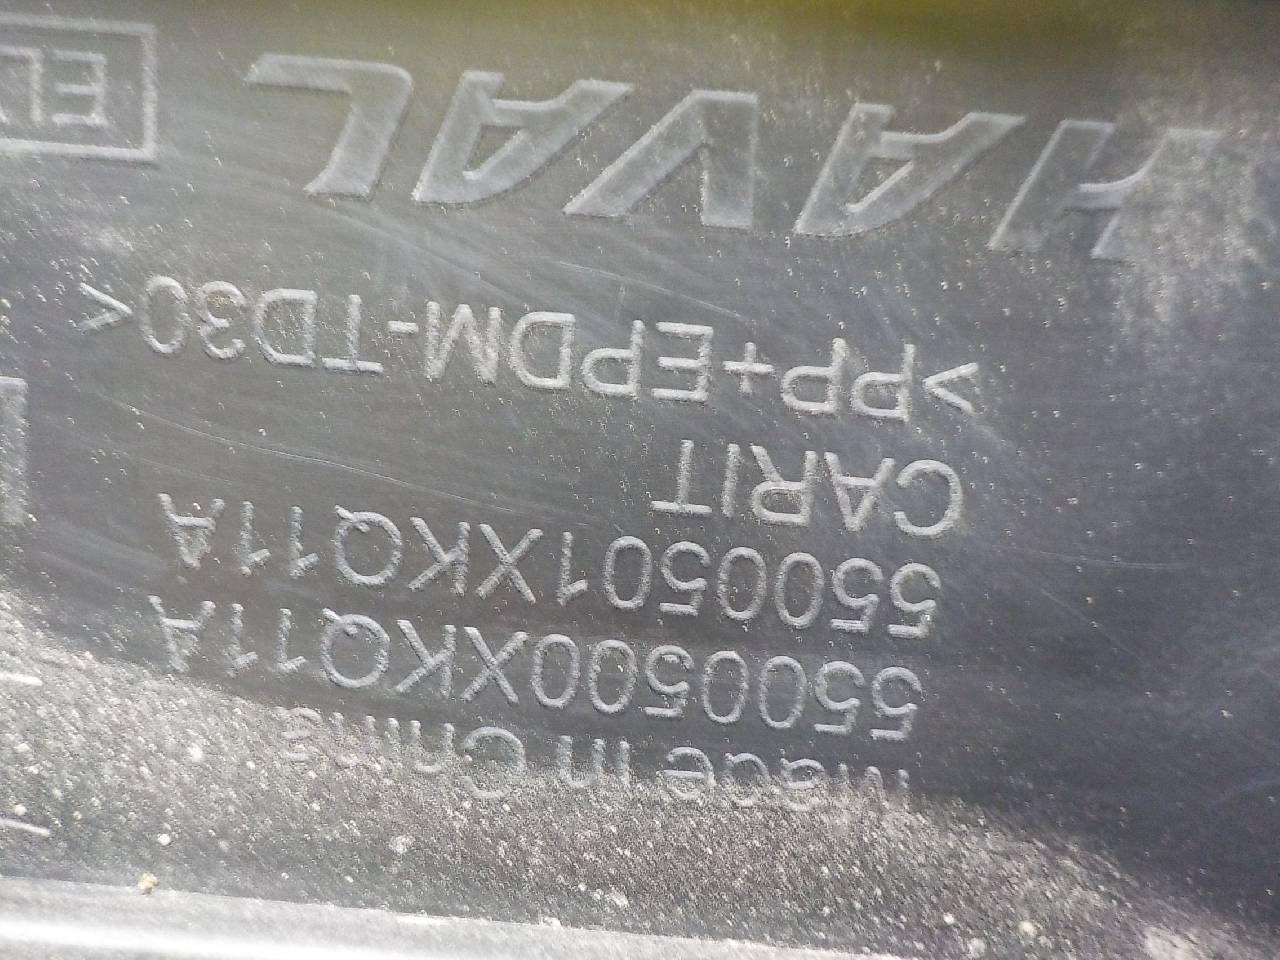 Made in China
5500500XKQ11A
5500501XKQ11A
CARIT
>PP+EPDM-TD30<
HAVAL